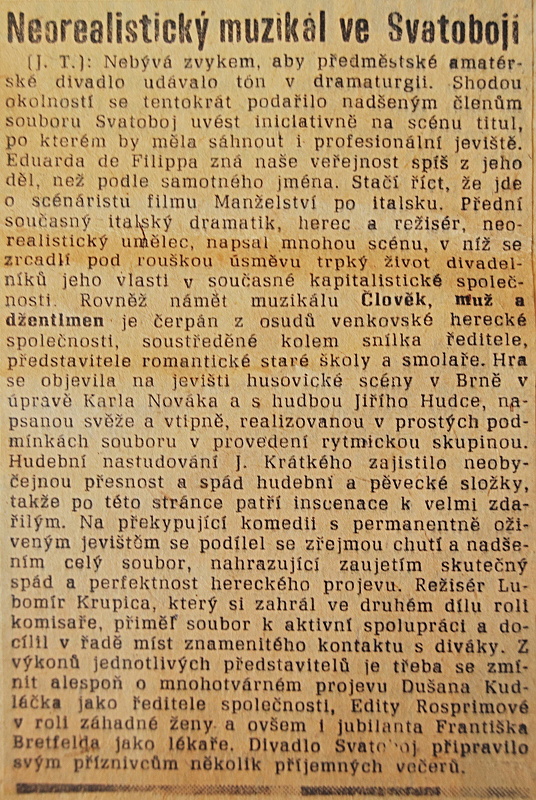 Neorealistický muzikál ve Svatoboji
(J. T.): Nebývá zvykem, aby předměstské amatér-
ské divadlo udávalo tón v dramaturgii. Shodou
okolností se tentokrát podařilo nadšeným členům
souboru Svatoboj uvést iniciativně na scénu titul,
po kterém by měla sáhnout i profesionální jeviště.
Eduarda de Filippa zná naše veřejnost spíš z jeho
děl, než podle samotného jména. Stačí říct, že jde
o scénáristu filmu Manželství po italsku. Přední
současný italský dramatik, herec a režisér, neo-
realistický umělec, napsal mnohou scénu, v níž se
zrcadlí pod rouškou úsměvu trpký život divadel-
níků jeho vlasti v současné kapitalistické společ-
nosti. Rovněž námět muzikálu Člověk, muž a
džentlmen je čerpán z osudů venkovské herecké
společnosti, soustředěné kolem snílka ředitele,
představitele romantické staré školy a smolaře. Hra
se objevila na jevišti husovické scény v Brně v
úpravě Karla Nováka a s hudbou Jiřího Hudce, na-
psanou svěže a vtipně, realizovanou v prostých pod-
mínkách souboru v provedení rytmickou skupinou.
Hudební nastudování J. Krátkého zajistilo neoby-
čejnou přesnost a spád hudební a pěvecké složky,
takže po této stránce patří inscenace k velmi zda-
řilým. Na překypující komedii s permanentně oži-
veným jevištěm se podílel se zřejmou chutí a nadše-
ním celý soubor, nahrazující zaujetím skutečný
spád a perfektnost hereckého projevu. Režisér Lu-
bomír Krupica, který si zahrál ve druhém dílu roli
komisaře, přiměl soubor k aktivní spolupráci a do-
cílil v řadě míst znamenitého kontaktu s diváky. Z
výkonů jednotlivých představitelů je třeba se zmí-
nit alespoň o mnohotvárném projevu Dušana Kud-
láčka jako ředitele společnosti, Edity Rosprimové
v roli záhadné ženy a ovšem i jubilanta Františka
Bretfelda jako lékaře. Divadlo Svatoboj připravilo
svým příznivcům několik příjemných večerů.